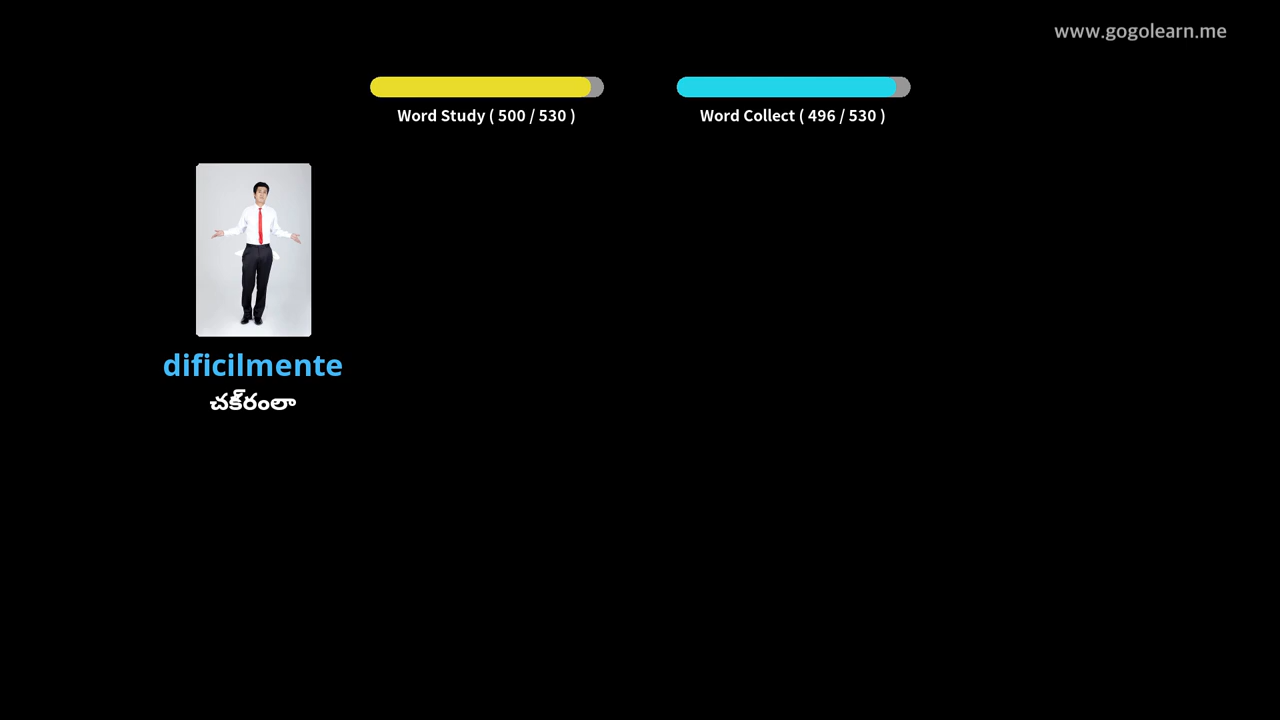 www.gogolearn.me
Word Study ( 500 / 530 )
Word Collect ( 496 / 530 )
dificilmente
చక్రంలా